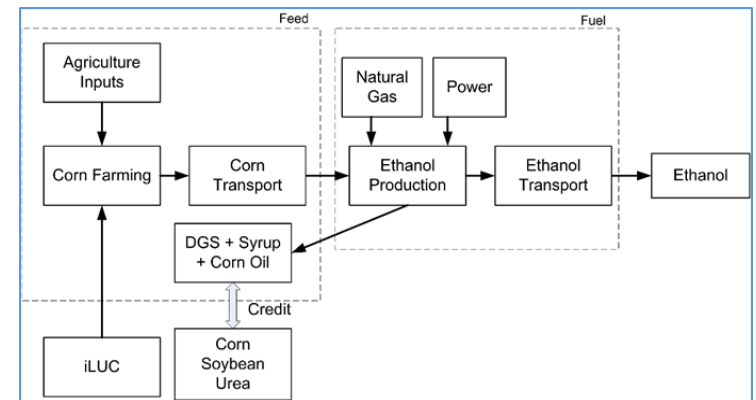 Feed
Fuel
Agriculture
Inputs
Natural
Gas
Power
Corn Farming
Corn
Transport
Ethanol
Production
Ethanol
Transport
Ethanol
DGS + Syrup
+ Corn Oil
Credit
iLUC
Corn
Soybean
Urea